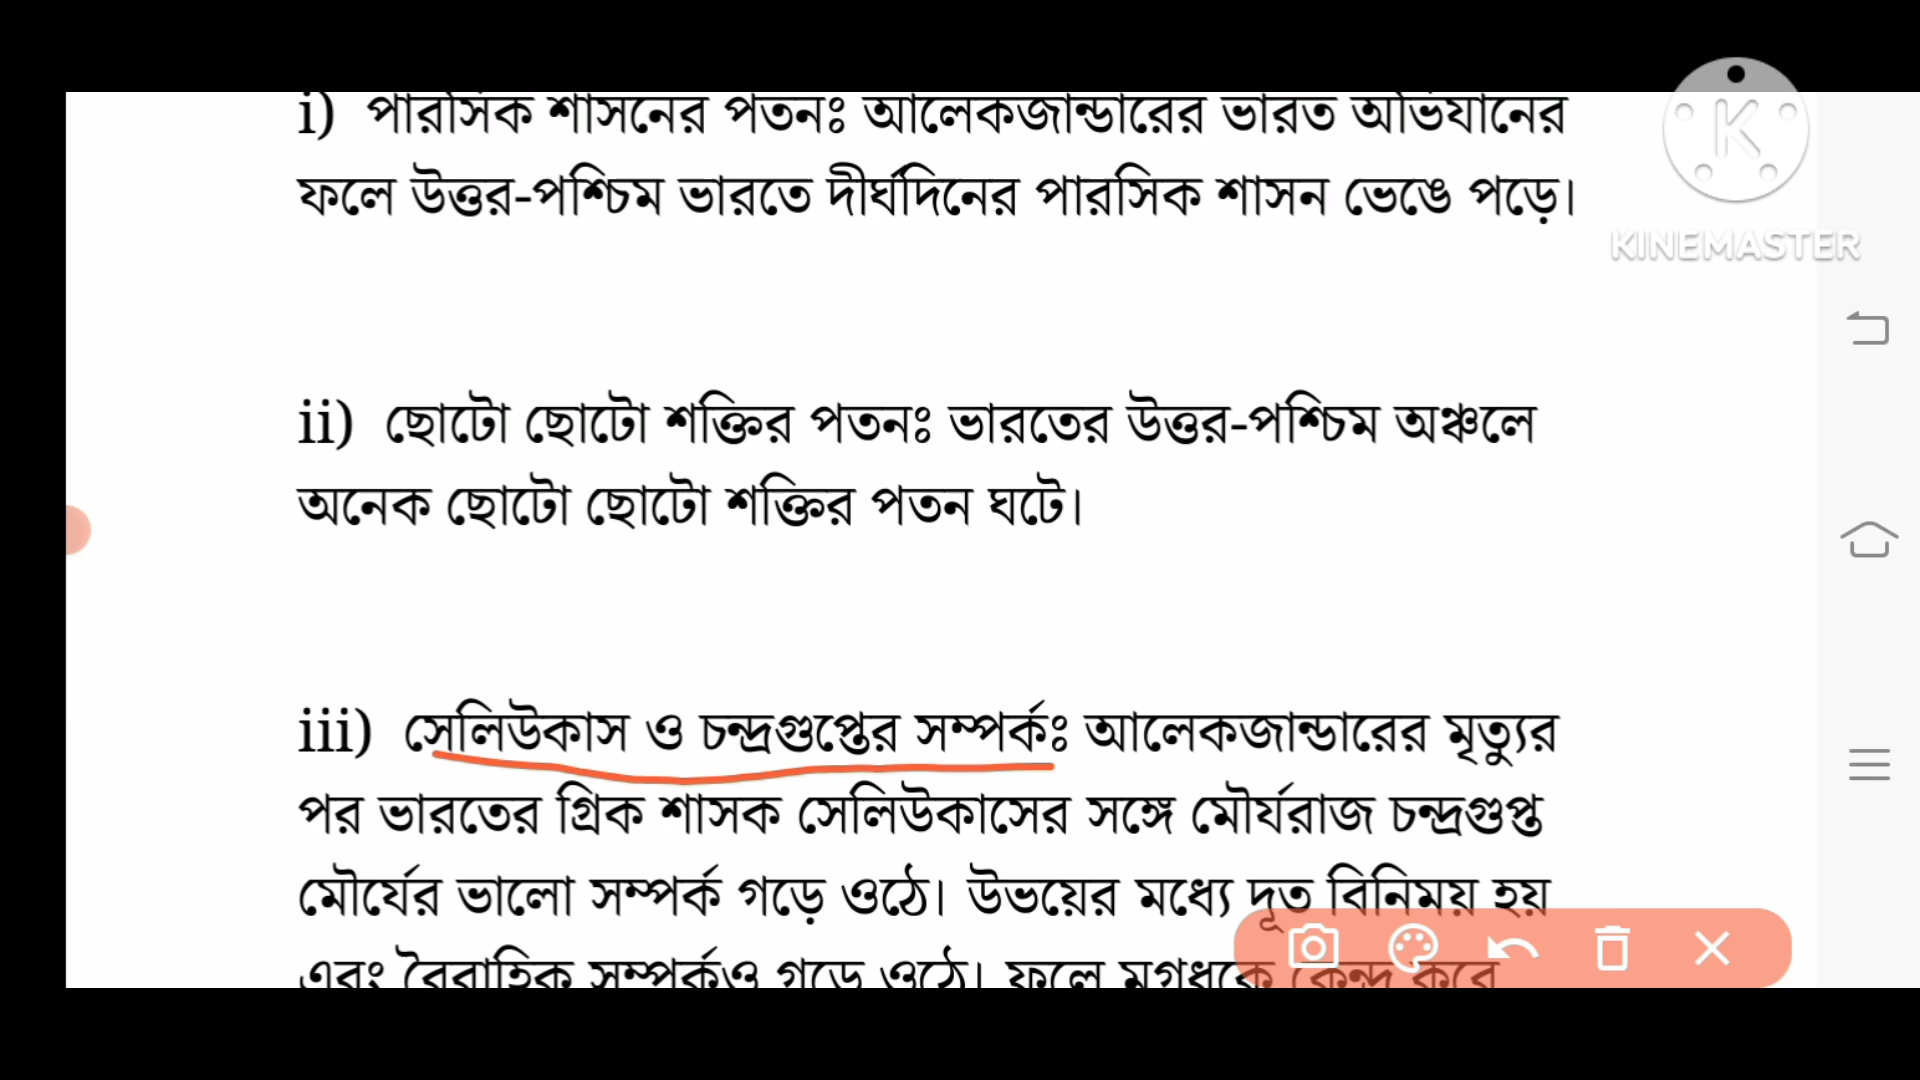 i) পারসিক শাসনের পতনঃ আলেকজান্ডারের ভারত অভিযানের
ফলে উত্তর-পশ্চিম ভারতে দীর্ঘদিনের পারসিক শাসন ভেঙে পড়ে।
KINEMASTER
ii) ছোটো ছোটো শক্তির পতনঃ ভারতের উত্তর-পশ্চিম অঞ্চলে
অনেক ছোটো ছোটো শক্তির পতন ঘটে।
iii) সেলিউকাস ও চন্দ্রগুপ্তের সম্পর্কঃ আলেকজান্ডারের মৃত্যুর
পর ভারতের গ্রিক শাসক সেলিউকাসের সঙ্গে মৌর্যরাজ চন্দ্রগুপ্ত
মৌর্যের ভালো সম্পর্ক গড়ে ওঠে। উভয়ের মধ্যে দূত বিনিময় হয়
এবং বৈবাহিক সম্পর্কও গড়ে ওঠে। ফলে মগধকে কেন্দ্র করে